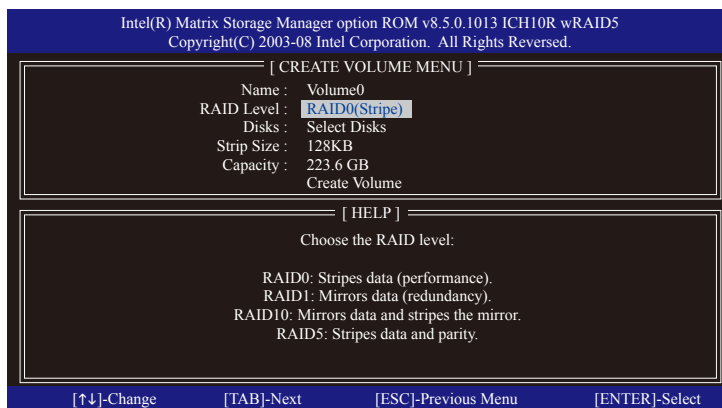 Intel(R) Matrix Storage Manager option ROM v8.5.0.1013 ICH10R wRAID5
Copyright(C) 2003-08 Intel Corporation. All Rights Reversed.
[ CREATE VOLUME MENU ]
Name : Volume0
RAID Level : RAID0(Stripe)
Disks : Select Disks
Strip Size : 128KB
Capacity : 223.6 GB
Create Volume
[ HELP ]
Choose the RAID level:
RAID0: Stripes data (performance).
RAID1: Mirrors data (redundancy).
RAID10: Mirrors data and stripes the mirror.
RAID5: Stripes data and parity.
[↑↓]-Change [TAB]-Next [ESC]-Previous Menu [ENTER]-Select